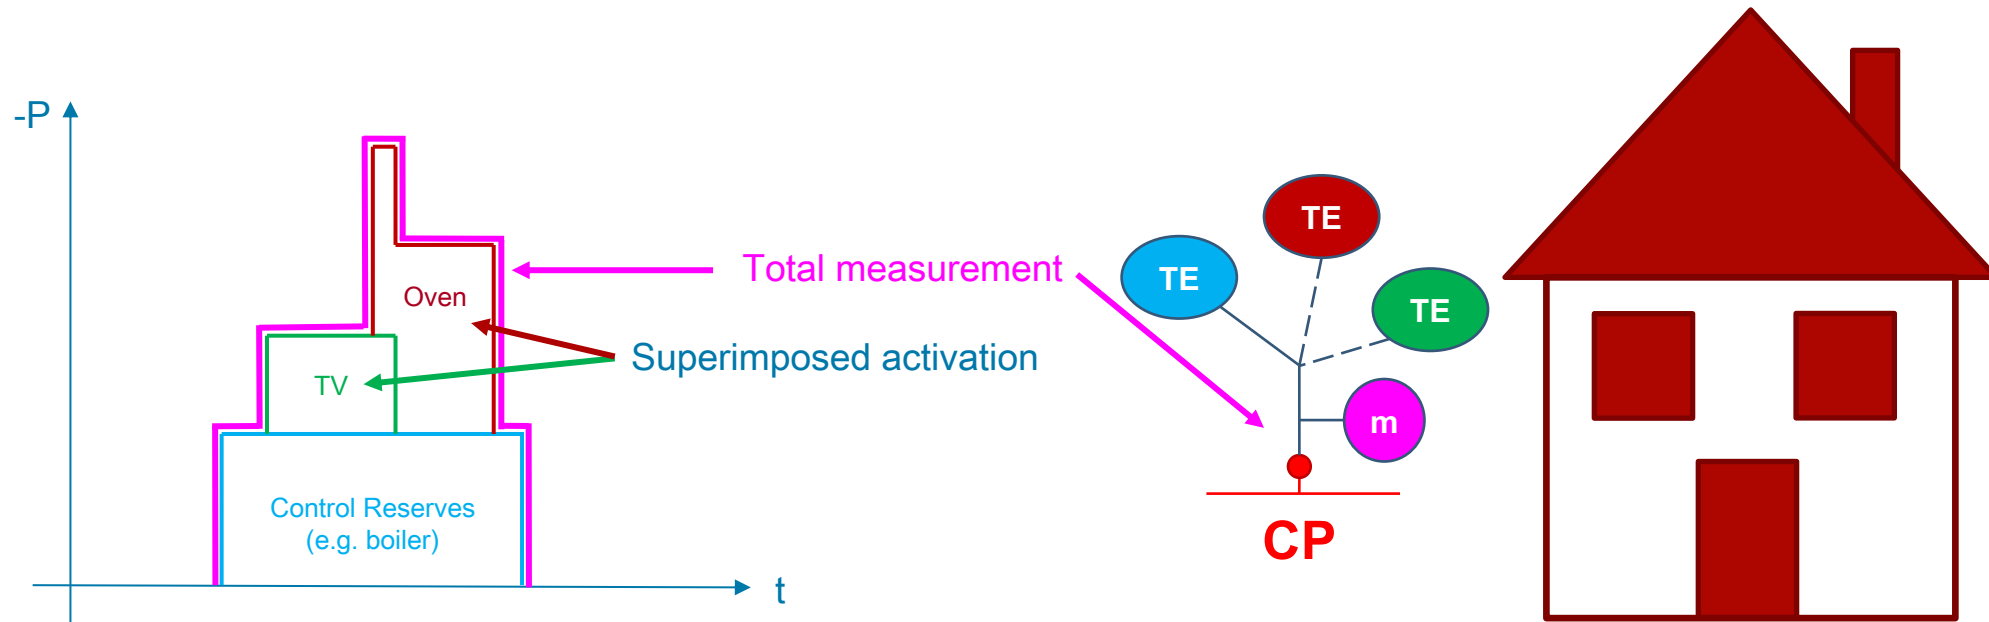 -P
Oven
TV
Control Reserves
(e.g. boiler)
t
Total measurement
Superimposed activation
TE
TE
TE
m
CP